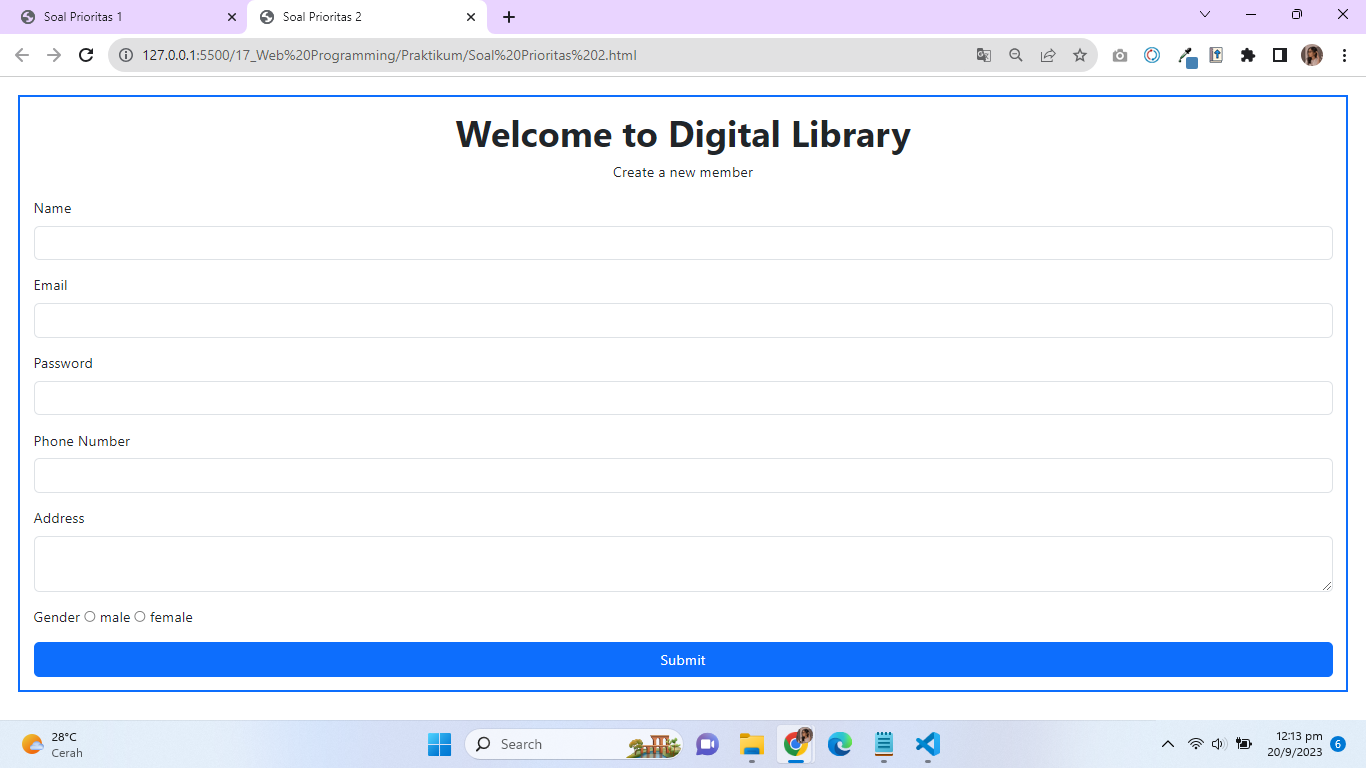 Soal Prioritas 1
Soal Prioritas 2
127.0.0.1:5500/17_Web%20Programming/Praktikum/Soal%20Prioritas%202.html
Welcome to Digital Library
Create a new member
Name
Email
Password
Phone Number
Address
Gender male female
Submit
28°C
Cerah
Search
12:13 pm
20/9/2023
6